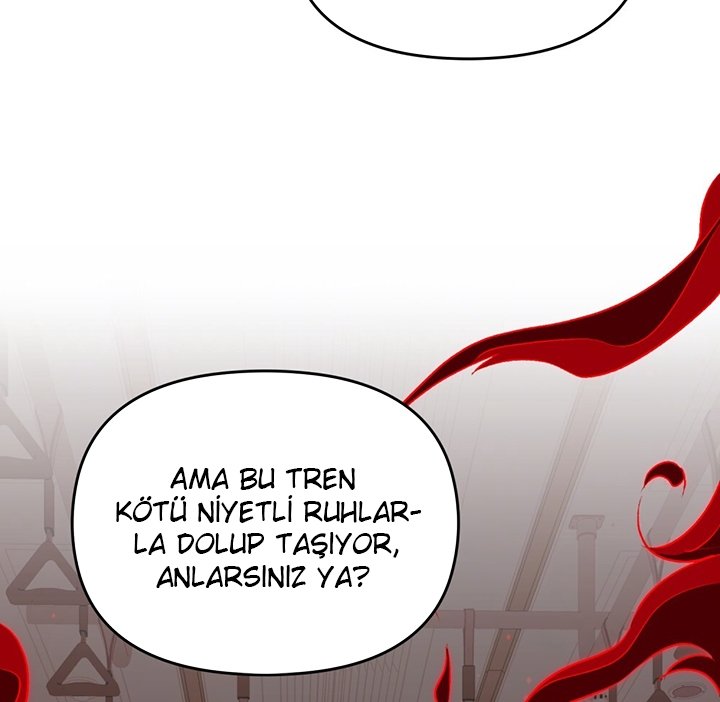 AMA BU TREN
KÖTÜ NİYETLİ RUHLAR-
LA DOLUP TAŞIYOR,
ANLARSINIZ YA?